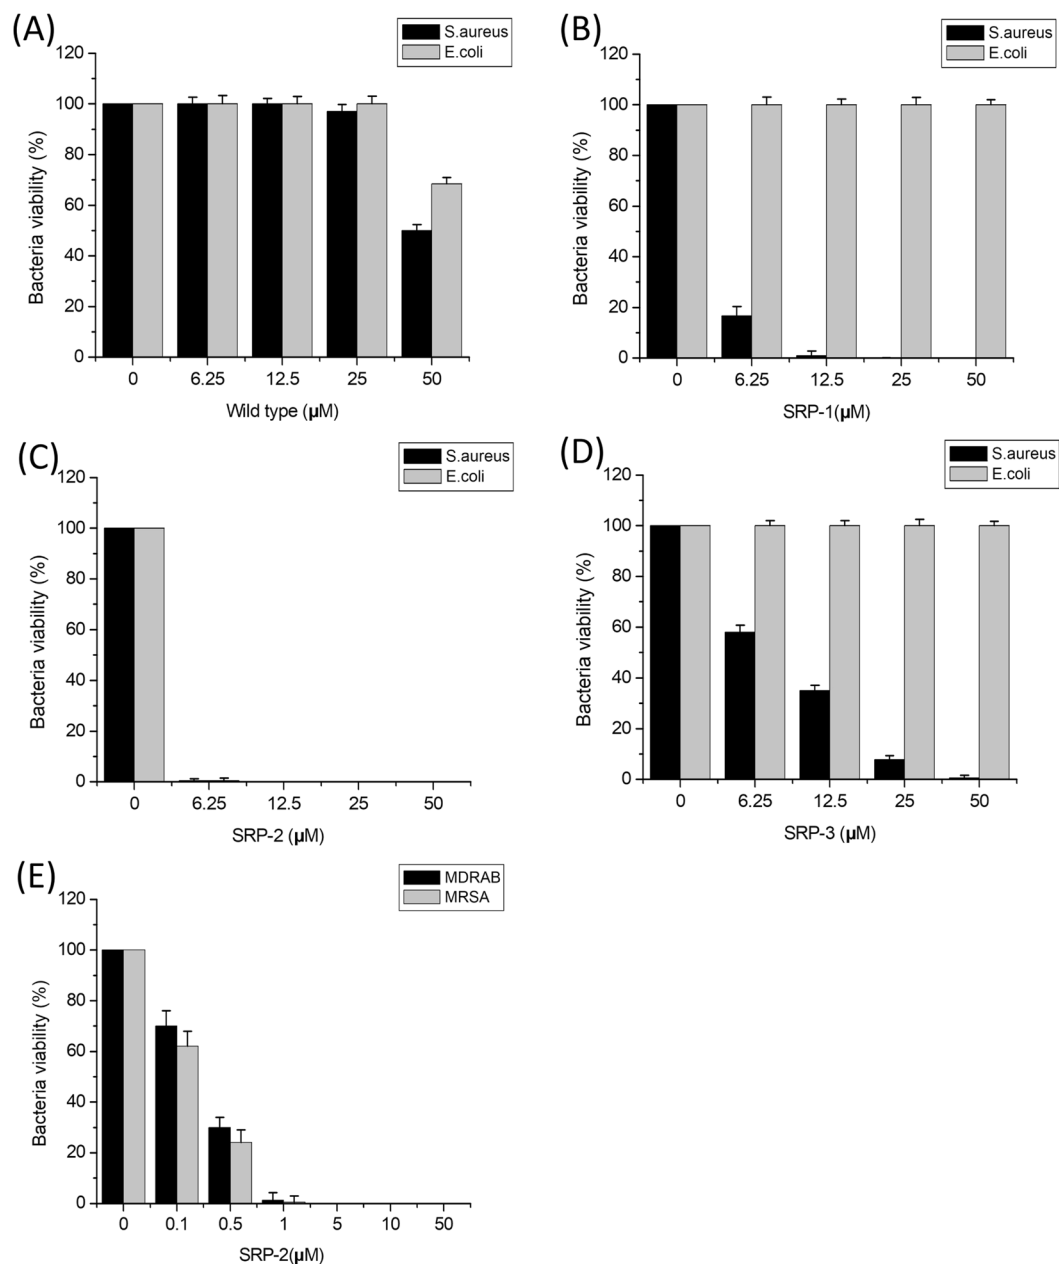 (A)
S.aureus
E.coli
120
100
80
60
40
20
0
Bacteria viability (%)
0 6.25 12.5 25 50
Wild type (µM)
(B)
S.aureus
E.coli
120
100
80
60
40
20
0
Bacteria viability (%)
0 6.25 12.5 25 50
SRP-1(µM)
(C)
S.aureus
E.coli
120
100
80
60
40
20
0
Bacteria viability (%)
0 6.25 12.5 25 50
SRP-2 (µM)
(D)
S.aureus
E.coli
120
100
80
60
40
20
0
Bacteria viability (%)
0 6.25 12.5 25 50
SRP-3 (µM)
(E)
MDRAB
MRSA
120
100
80
60
40
20
0
Bacteria viability (%)
0 0.1 0.5 1 5 10 50
SRP-2(µM)